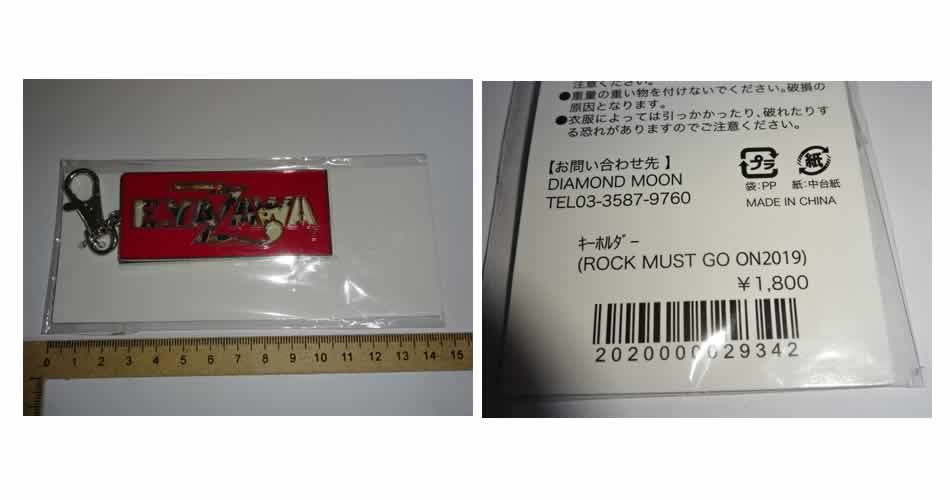 E.YAZAWA
0 1 2 3 4 5 6 7 8 9 10 11 12 13 14 15
注意ください。
●重量の重い物を付けないでください。破損の
原因となります。
●衣服によっては引っかかったり、破れたりす
る恐れがありますのでご注意ください。
【お問い合わせ先】
DIAMOND MOON
TEL03-3587-9760
プラ
紙
袋:PP 紙:中台紙
MADE IN CHINA
ｷｰﾎﾙﾀﾞｰ
(ROCK MUST GO ON2019)
￥1,800
2020000029342